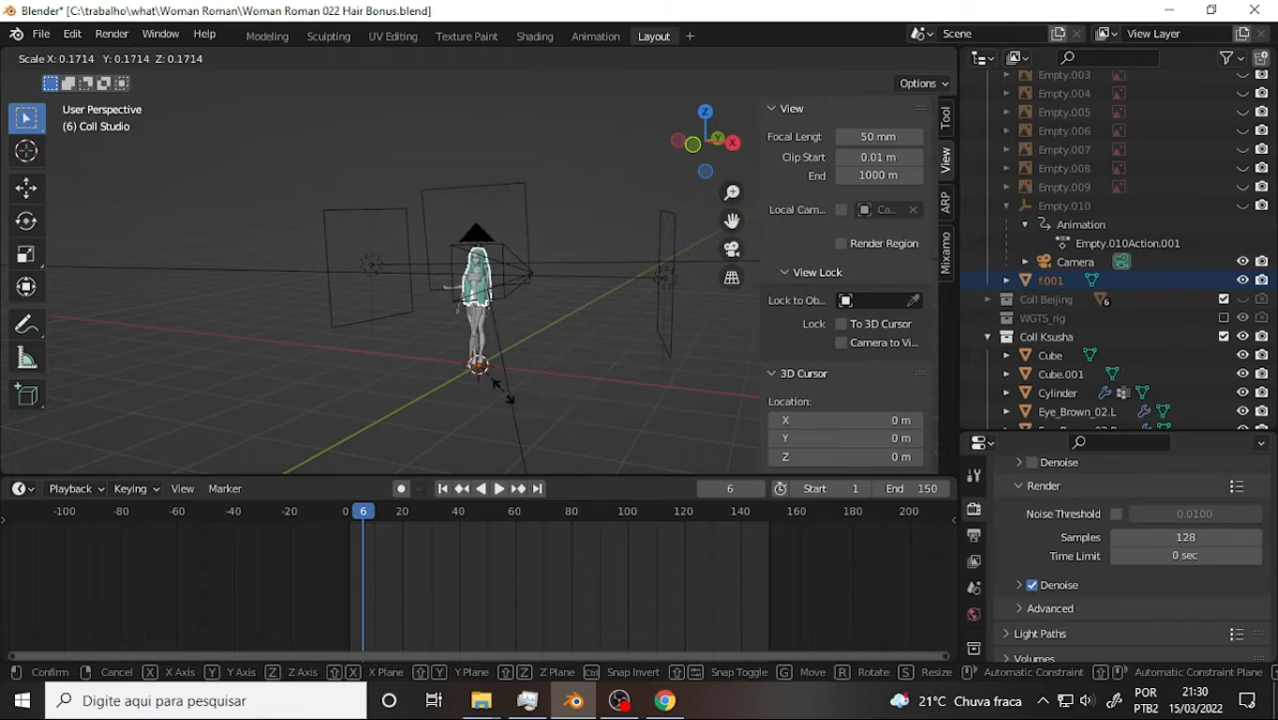 Blender* [C:\trabalho\what\Woman Roman\Woman Roman 022 Hair Bonus.blend]
File Edit Render Window Help Modeling Sculpting UV Editing Texture Paint Shading Animation Layout + Scene View Layer
Scale X: 0.1714 Y: 0.1714 Z: 0.1714
Options
User Perspective
(6) Coll Studio
Z
Y
X
View
Focal Lengt 50 mm
Clip Start 0.01 m
End 1000 m
Local Cam... Ca...
Render Region
View Lock
Lock to Ob...
Lock To 3D Cursor
Camera to Vi...
3D Cursor
Location:
X 0 m
Y 0 m
Z 0 m
Tool
View
ARP
Mixamo
Empty.003
Empty.004
Empty.005
Empty.006
Empty.007
Empty.008
Empty.009
Empty.010
Animation
Empty.010Action.001
Camera
f.001
Coll Beijing 6
WGTS_rig
Coll Ksusha
Cube
Cube.001
Cylinder
Eye_Brown_02.L
Denoise
Render
Noise Threshold 0.0100
Samples 128
Time Limit 0 sec
Denoise
Advanced
Light Paths
Volumes
Playback Keying View Marker 6 Start 1 End 150
-100 -80 -60 -40 -20 0 6 20 40 60 80 100 120 140 160 180 200
Confirm Cancel X X Axis Y Y Axis Z Z Axis X X Plane Y Y Plane Z Z Plane Ctrl Snap Invert Snap Toggle G Move R Rotate S Resize Automatic Constraint Automatic Constraint Plane
Digite aqui para pesquisar
21°C Chuva fraca
POR
PTB2
21:30
15/03/2022